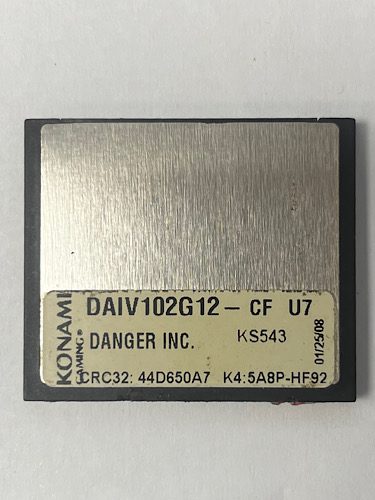 KONAMI
GAMING®
DAIV102G12 - CF U7
DANGER INC. KS543
01/25/08
CRC32: 44D650A7 K4:5A8P-HF92